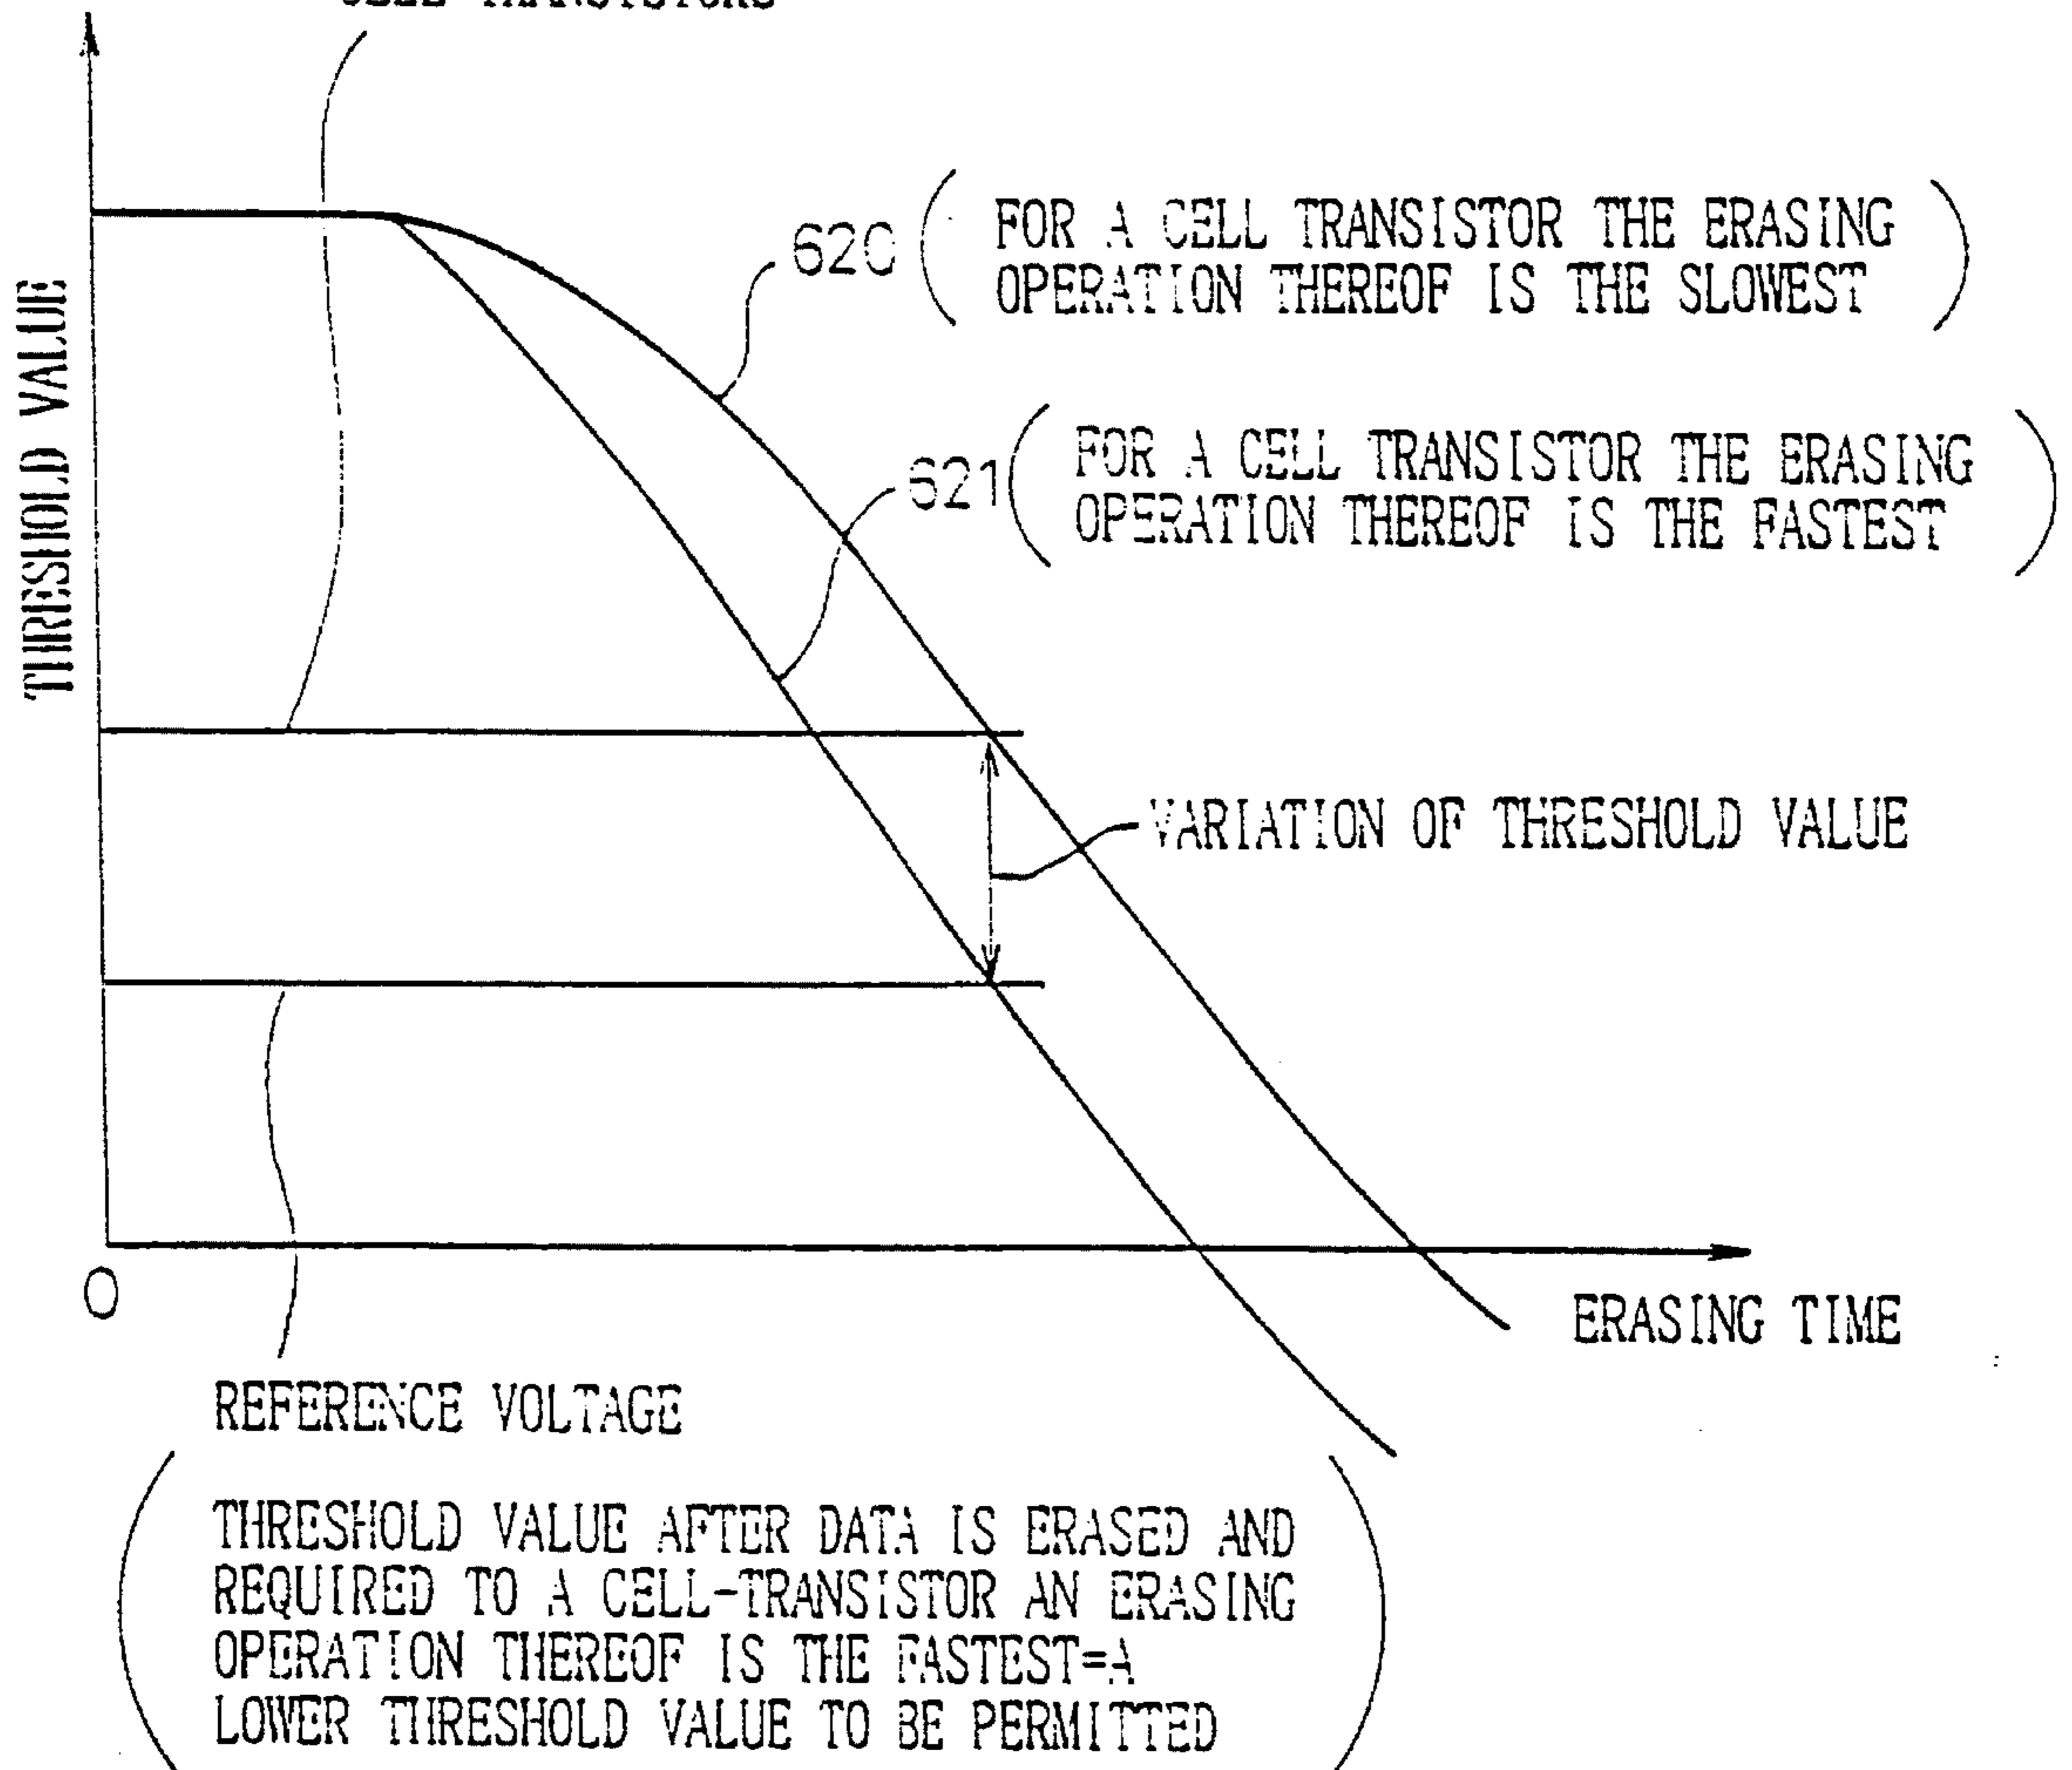 CELL TRANSISTORS
THRESHOLD VALUE
620
FOR A CELL TRANSISTOR THE ERASING
OPERATION THEREOF IS THE SLOWEST
621
FOR A CELL TRANSISTOR THE ERASING
OPERATION THEREOF IS THE FASTEST
VARIATION OF THRESHOLD VALUE
0
ERASING TIME
REFERENCE VOLTAGE
THRESHOLD VALUE AFTER DATA IS ERASED AND
REQUIRED TO A CELL-TRANSISTOR AN ERASING
OPERATION THEREOF IS THE FASTEST=A
LOWER THRESHOLD VALUE TO BE PERMITTED